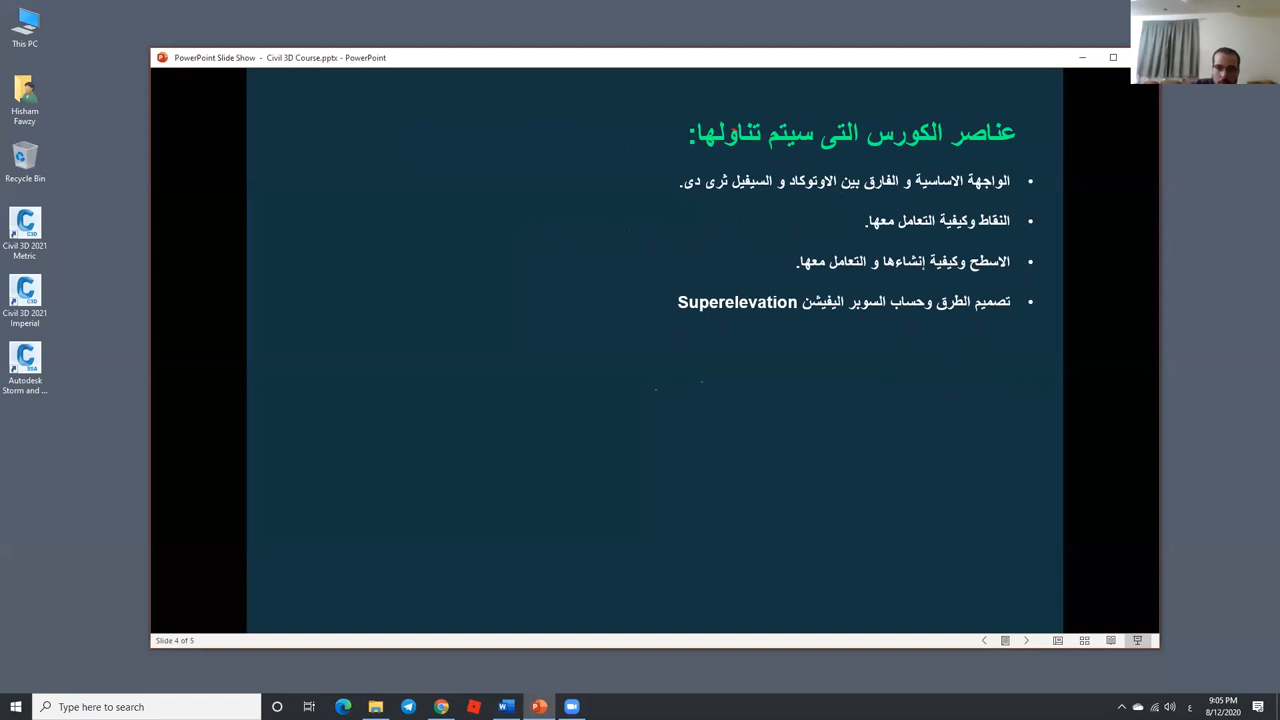 This PC
Hisham
Fawzy
Recycle Bin
C3D
Civil 3D 2021
Metric
C3D
Civil 3D 2021
Imperial
SSA
Autodesk
Storm and ...
PowerPoint Slide Show - Civil 3D Course.pptx - PowerPoint
عناصر الكورس التى سيتم تناولها:
• الواجهة الاساسية و الفارق بين الاوتوكاد و السيفيل ثرى دى.
• النقاط وكيفية التعامل معها.
• الاسطح وكيفية إنشاءها و التعامل معها.
• تصميم الطرق وحساب السوبر اليفيشن Superelevation
Slide 4 of 5
Type here to search
ع
9:05 PM
8/12/2020